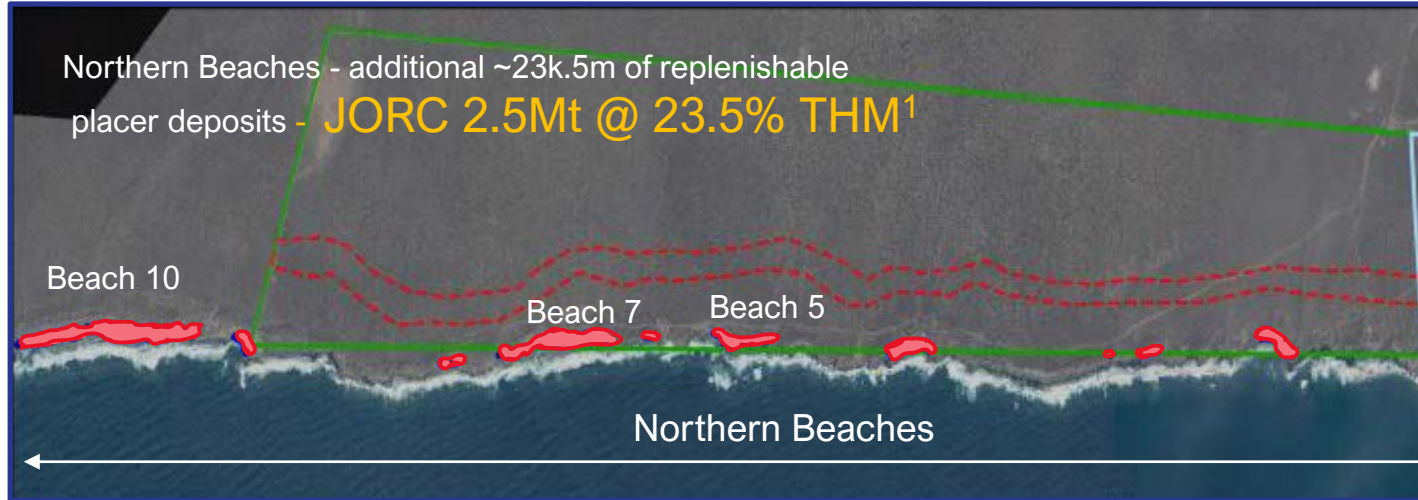 Northern Beaches - additional ~23k.5m of replenishable
placer deposits - JORC 2.5Mt @ 23.5% THM1
Beach 10
Beach 7
Beach 5
Northern Beaches